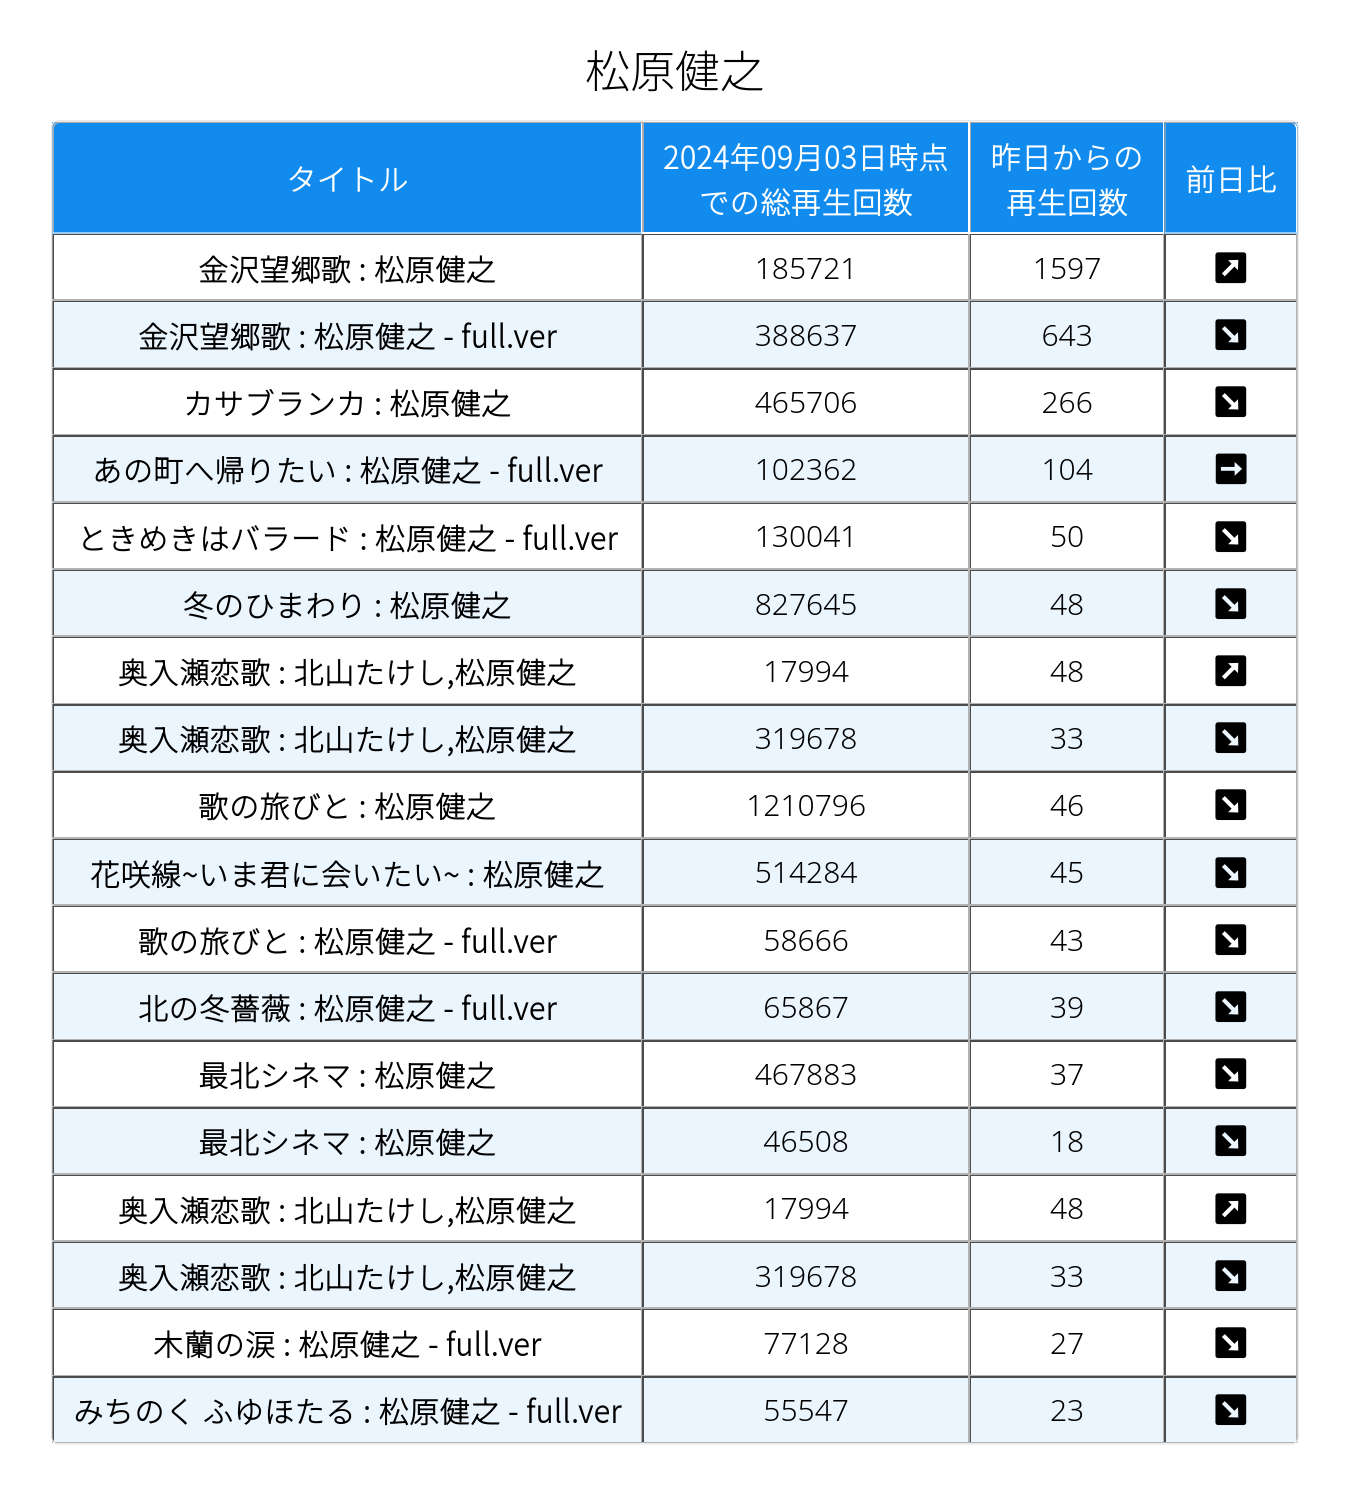 松原健之
タイトル
2024年09月03日時点
での総再生回数
昨日からの
再生回数
前日比
金沢望郷歌 : 松原健之 185721 1597 ↗
金沢望郷歌 : 松原健之 - full.ver 388637 643 ↘
カサブランカ : 松原健之 465706 266 ↘
あの町へ帰りたい : 松原健之 - full.ver 102362 104 →
ときめきはバラード : 松原健之 - full.ver 130041 50 ↘
冬のひまわり : 松原健之 827645 48 ↘
奥入瀬恋歌 : 北山たけし,松原健之 17994 48 ↗
奥入瀬恋歌 : 北山たけし,松原健之 319678 33 ↘
歌の旅びと : 松原健之 1210796 46 ↘
花咲線~いま君に会いたい~ : 松原健之 514284 45 ↘
歌の旅びと : 松原健之 - full.ver 58666 43 ↘
北の冬薔薇 : 松原健之 - full.ver 65867 39 ↘
最北シネマ : 松原健之 467883 37 ↘
最北シネマ : 松原健之 46508 18 ↘
奥入瀬恋歌 : 北山たけし,松原健之 17994 48 ↗
奥入瀬恋歌 : 北山たけし,松原健之 319678 33 ↘
木蘭の涙 : 松原健之 - full.ver 77128 27 ↘
みちのく ふゆほたる : 松原健之 - full.ver 55547 23 ↘